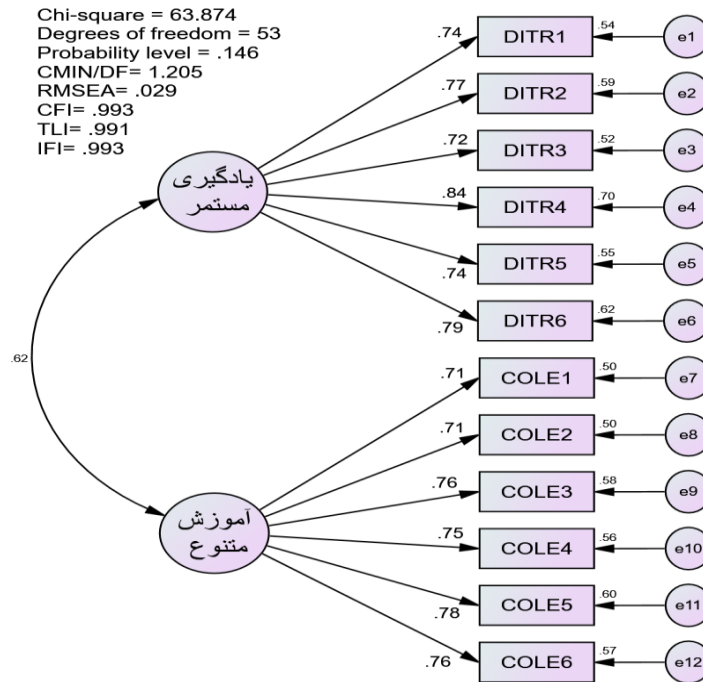 Chi-square = 63.874
Degrees of freedom = 53
Probability level = .146
CMIN/DF= 1.205
RMSEA= .029
CFI= .993
TLI= .991
IFI= .993
یادگیری
مستمر
.74
DITR1
.54
e1
.77
DITR2
.59
e2
.72
DITR3
.52
e3
.84
DITR4
.70
e4
.74
DITR5
.55
e5
.79
DITR6
.62
e6
.62
آموزش
متنوع
.71
COLE1
.50
e7
.71
COLE2
.50
e8
.76
COLE3
.58
e9
.75
COLE4
.56
e10
.78
COLE5
.60
e11
.76
COLE6
.57
e12